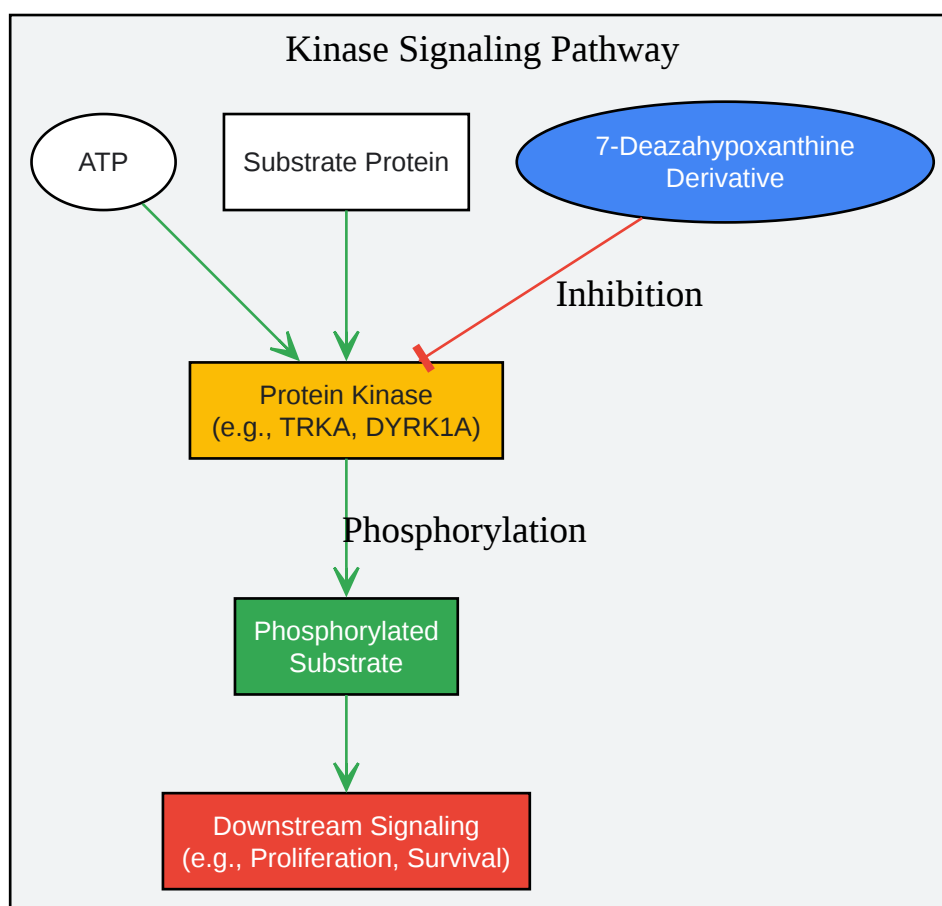 Kinase Signaling Pathway
ATP
Substrate Protein
7-Deazahypoxanthine
Derivative
Inhibition
Protein Kinase
(e.g., TRKA, DYRK1A)
Phosphorylation
Phosphorylated
Substrate
Downstream Signaling
(e.g., Proliferation, Survival)